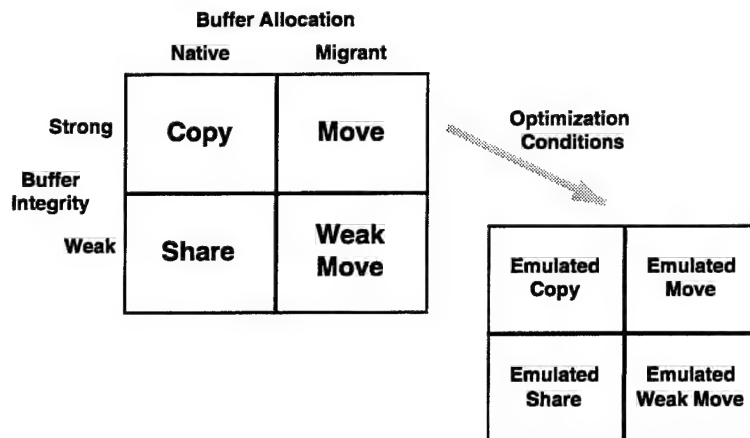 Buffer Allocation
Native Migrant
Strong Copy Move
Buffer
Integrity
Weak Share Weak
Move
Optimization
Conditions
Emulated
Copy
Emulated
Move
Emulated
Share
Emulated
Weak Move